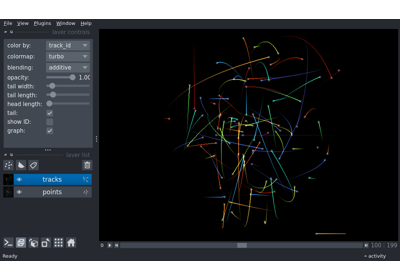 File View Plugins Window Help
layer controls
color by: track_id
colormap: turbo
blending: additive
opacity: 1.00
tail width:
tail length:
head length:
tail:
show ID:
graph:
layer list
tracks
points
0 100 199
Ready activity